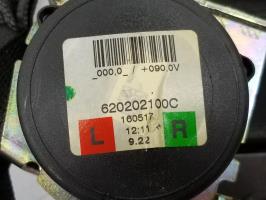 _000,0_ / +090,0V
620202100C
L
160517
R
12:11
9.22